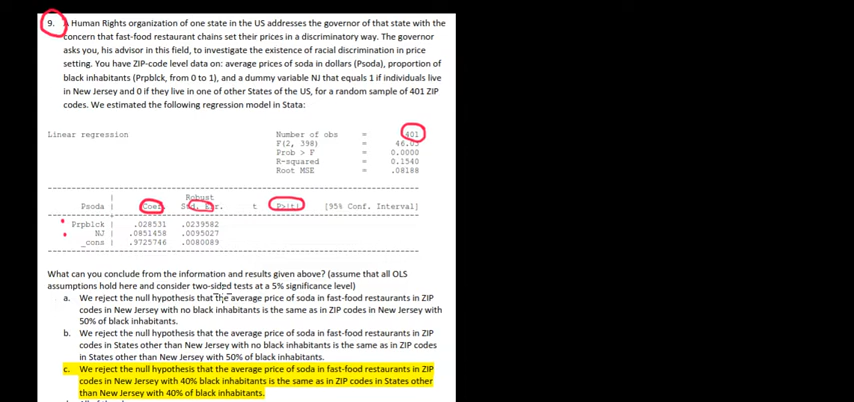 9. A Human Rights organization of one state in the US addresses the governor of that state with the
concern that fast-food restaurant chains set their prices in a discriminatory way. The governor
asks you, his advisor in this field, to investigate the existence of racial discrimination in price
setting. You have ZIP-code level data on: average prices of soda in dollars (Psoda), proportion of
black inhabitants (Prpblck, from 0 to 1), and a dummy variable NJ that equals 1 if individuals live
in New Jersey and 0 if they live in one of other States of the US, for a random sample of 401 ZIP
codes. We estimated the following regression model in Stata:
Linear regression Number of obs = 401
F(2, 398) = 46.05
Prob > F = 0.0000
R-squared = 0.1540
Root MSE = .08188
| Robust
Psoda | Coef. Std. Err. t P>|t| [95% Conf. Interval]
Prpblck | .028531 .0239582
NJ | .0851458 .0095027
_cons | .9725746 .0080089
What can you conclude from the information and results given above? (assume that all OLS
assumptions hold here and consider two-sided tests at a 5% significance level)
a. We reject the null hypothesis that the average price of soda in fast-food restaurants in ZIP
codes in New Jersey with no black inhabitants is the same as in ZIP codes in New Jersey with
50% of black inhabitants.
b. We reject the null hypothesis that the average price of soda in fast-food restaurants in ZIP
codes in States other than New Jersey with no black inhabitants is the same as in ZIP codes
in States other than New Jersey with 50% of black inhabitants.
c. We reject the null hypothesis that the average price of soda in fast-food restaurants in ZIP
codes in New Jersey with 40% black inhabitants is the same as in ZIP codes in States other
than New Jersey with 40% of black inhabitants.